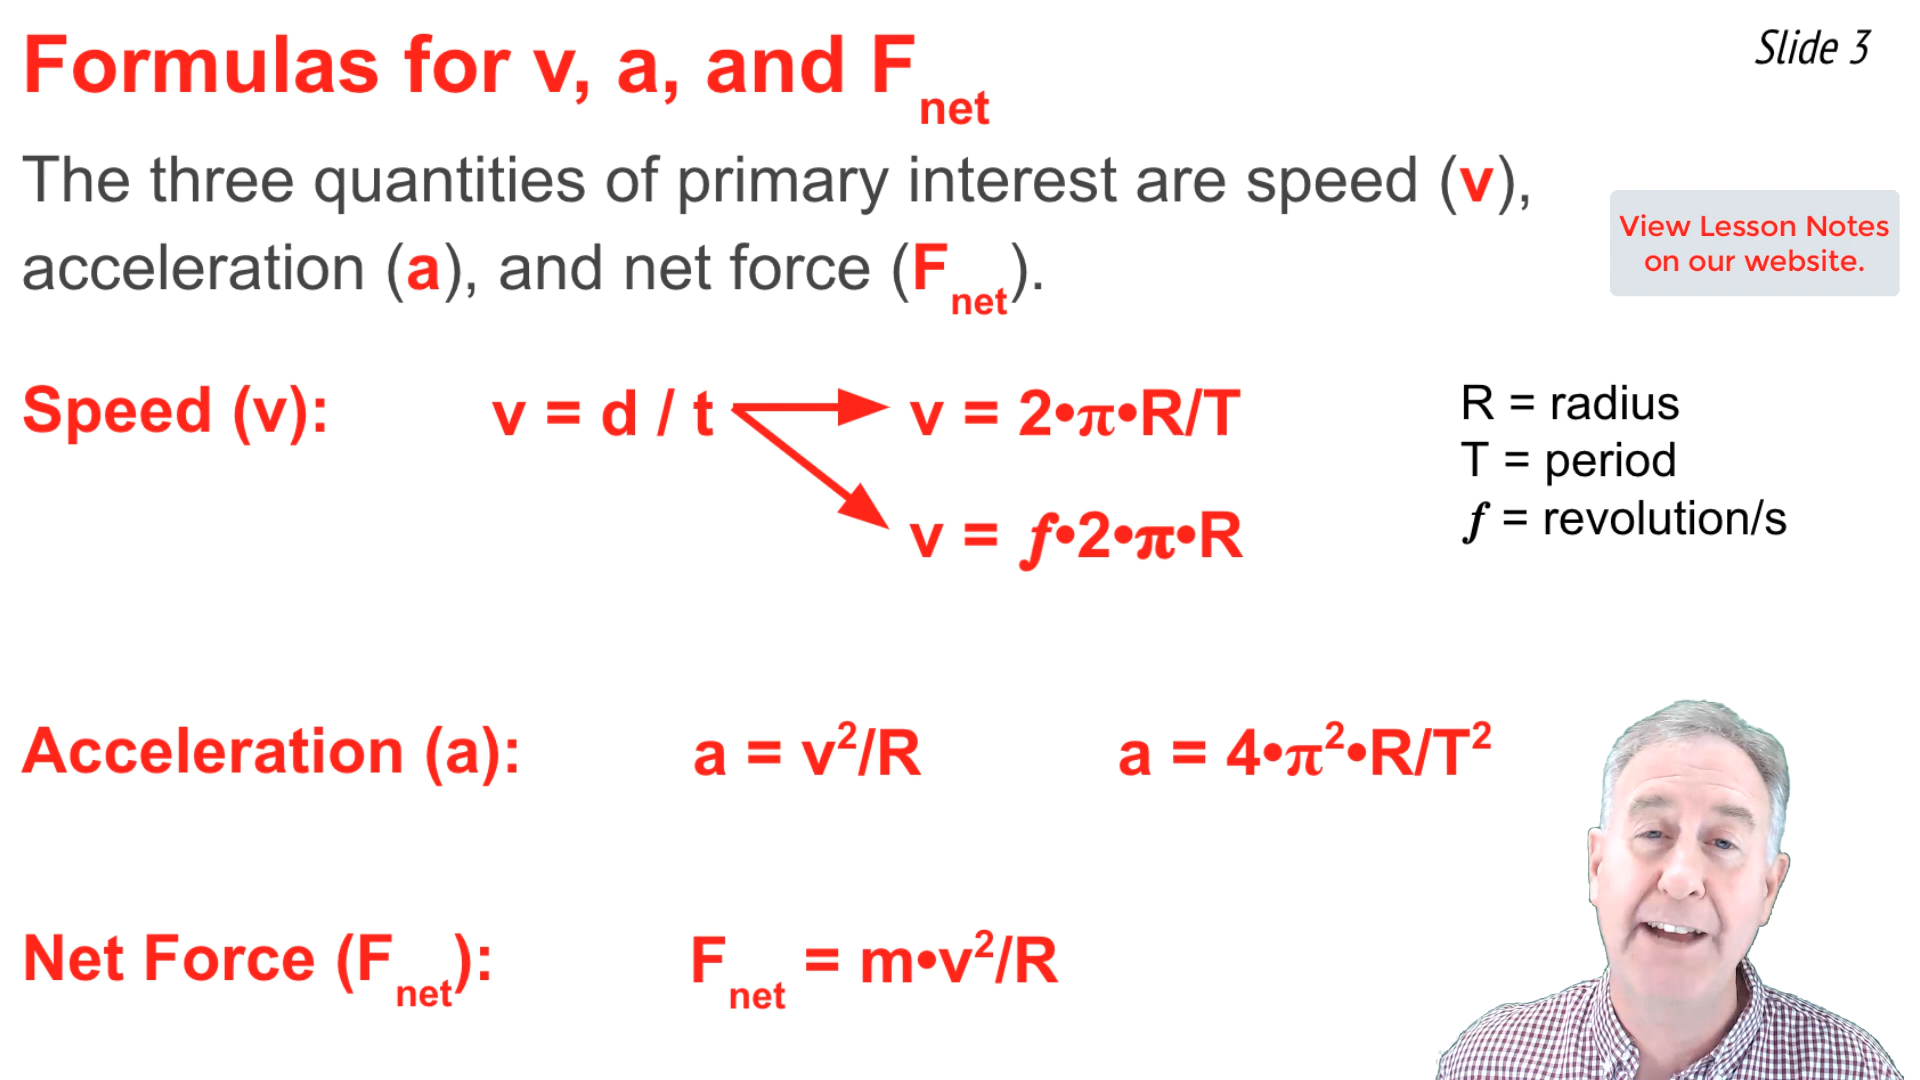 Formulas for v, a, and Fnet
Slide 3
The three quantities of primary interest are speed (v),
acceleration (a), and net force (Fnet).
View Lesson Notes
on our website.
Speed (v): v = d / t v = 2•π•R/T
v = f•2•π•R
R = radius
T = period
f = revolution/s
Acceleration (a): a = v²/R a = 4•π²•R/T²
Net Force (Fnet): Fnet = m•v²/R